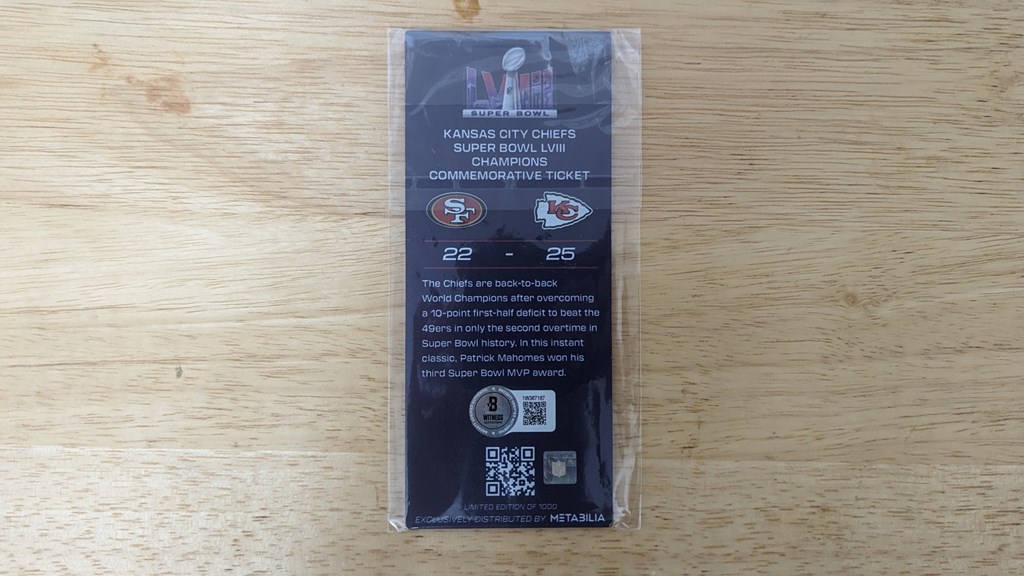 LVIII
SUPER BOWL
KANSAS CITY CHIEFS
SUPER BOWL LVIII
CHAMPIONS
COMMEMORATIVE TICKET
SF KC
22 - 25
The Chiefs are back-to-back
World Champions after overcoming
a 10-point first-half deficit to beat the
49ers in only the second overtime in
Super Bowl history. In this instant
classic, Patrick Mahomes won his
third Super Bowl MVP award.
B
WITNESS
1W367187
LIMITED EDITION OF 1000
EXCLUSIVELY DISTRIBUTED BY METABILIA